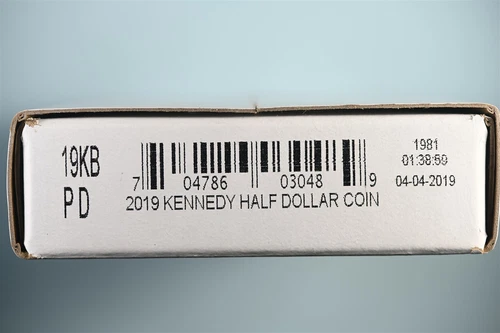 19KB
PD
7 04786 03048 9
2019 KENNEDY HALF DOLLAR COIN
1981
01:38:50
04-04-2019